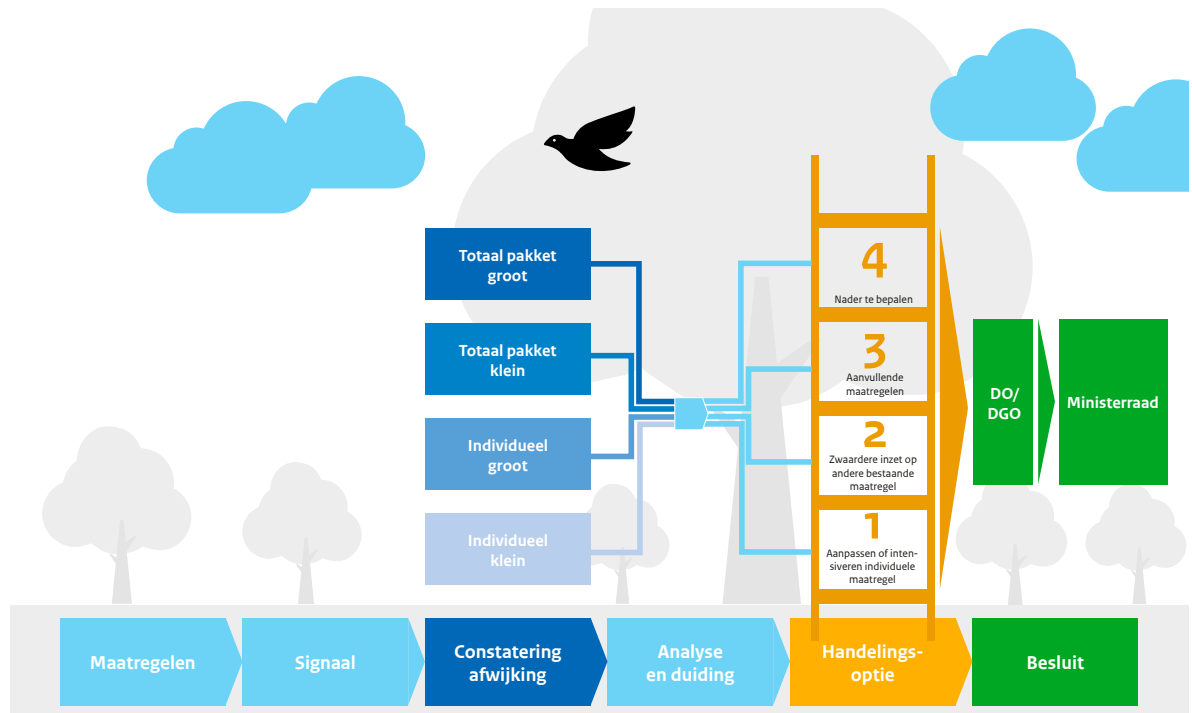 Totaal pakket
groot
Totaal pakket
klein
Individueel
groot
Individueel
klein
4
Nader te bepalen
3
Aanvullende
maatregelen
2
Zwaardere inzet op
andere bestaande
maatregel
1
Aanpassen of inten-
siveren individuele
maatregel
DO/
DGO
Ministerraad
Maatregelen
Signaal
Constatering
afwijking
Analyse
en duiding
Handelings-
optie
Besluit